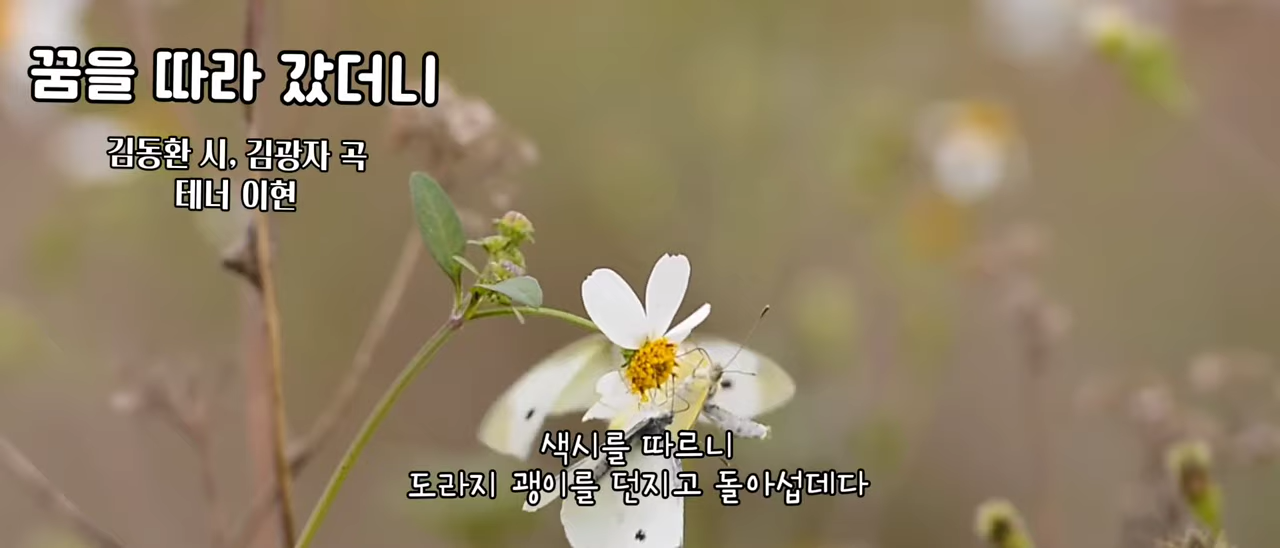 꿈을 따라 갔더니
김동환 시, 김광자 곡
테너 이현
색시를 따르니
도라지 괭이를 던지고 돌아섭데다